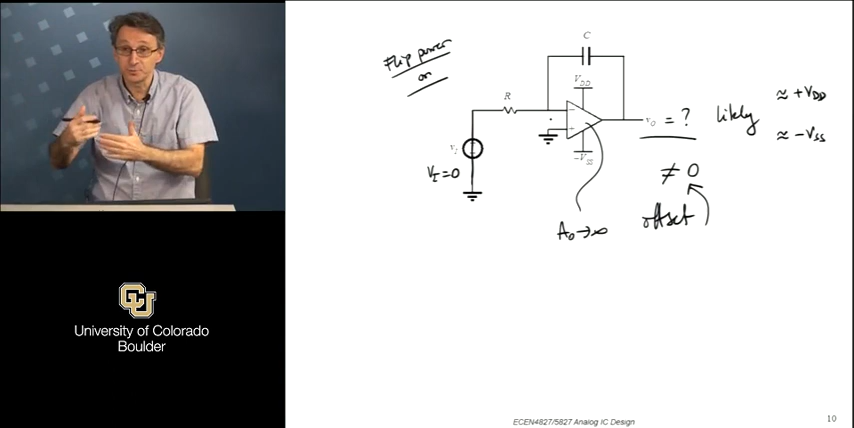 Flip power
on
C
V_DD
R
v_i
V_I=0
-V_SS
v_o = ?
likely
≈ +V_DD
≈ -V_SS
≠ 0
offset
A_0→∞
CU
University of Colorado
Boulder
10
ECEN4827/5827 Analog IC Design